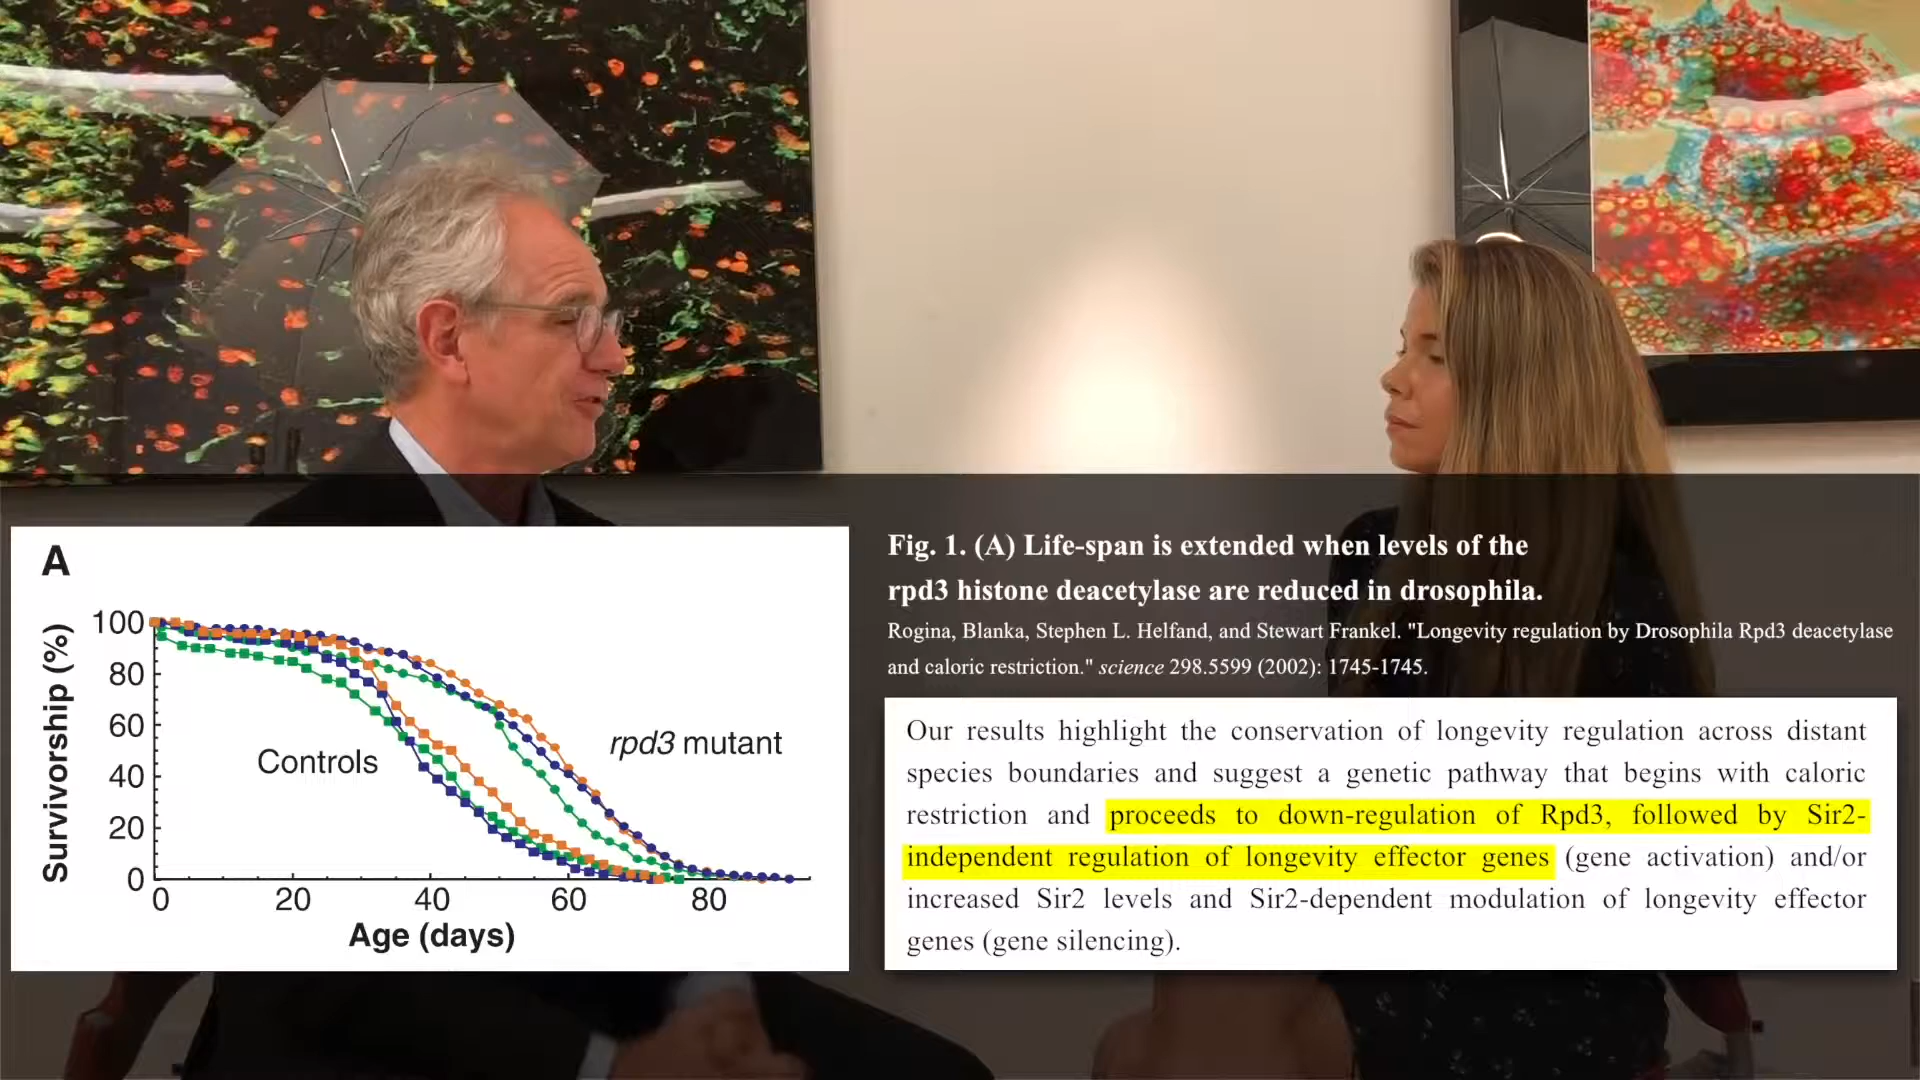 A
100
80
60
40
20
0
Survivorship (%)
Controls
rpd3 mutant
0 20 40 60 80
Age (days)
Fig. 1. (A) Life-span is extended when levels of the
rpd3 histone deacetylase are reduced in drosophila.
Rogina, Blanka, Stephen L. Helfand, and Stewart Frankel. "Longevity regulation by Drosophila Rpd3 deacetylase
and caloric restriction." science 298.5599 (2002): 1745-1745.
Our results highlight the conservation of longevity regulation across distant
species boundaries and suggest a genetic pathway that begins with caloric
restriction and proceeds to down-regulation of Rpd3, followed by Sir2-
independent regulation of longevity effector genes (gene activation) and/or
increased Sir2 levels and Sir2-dependent modulation of longevity effector
genes (gene silencing).